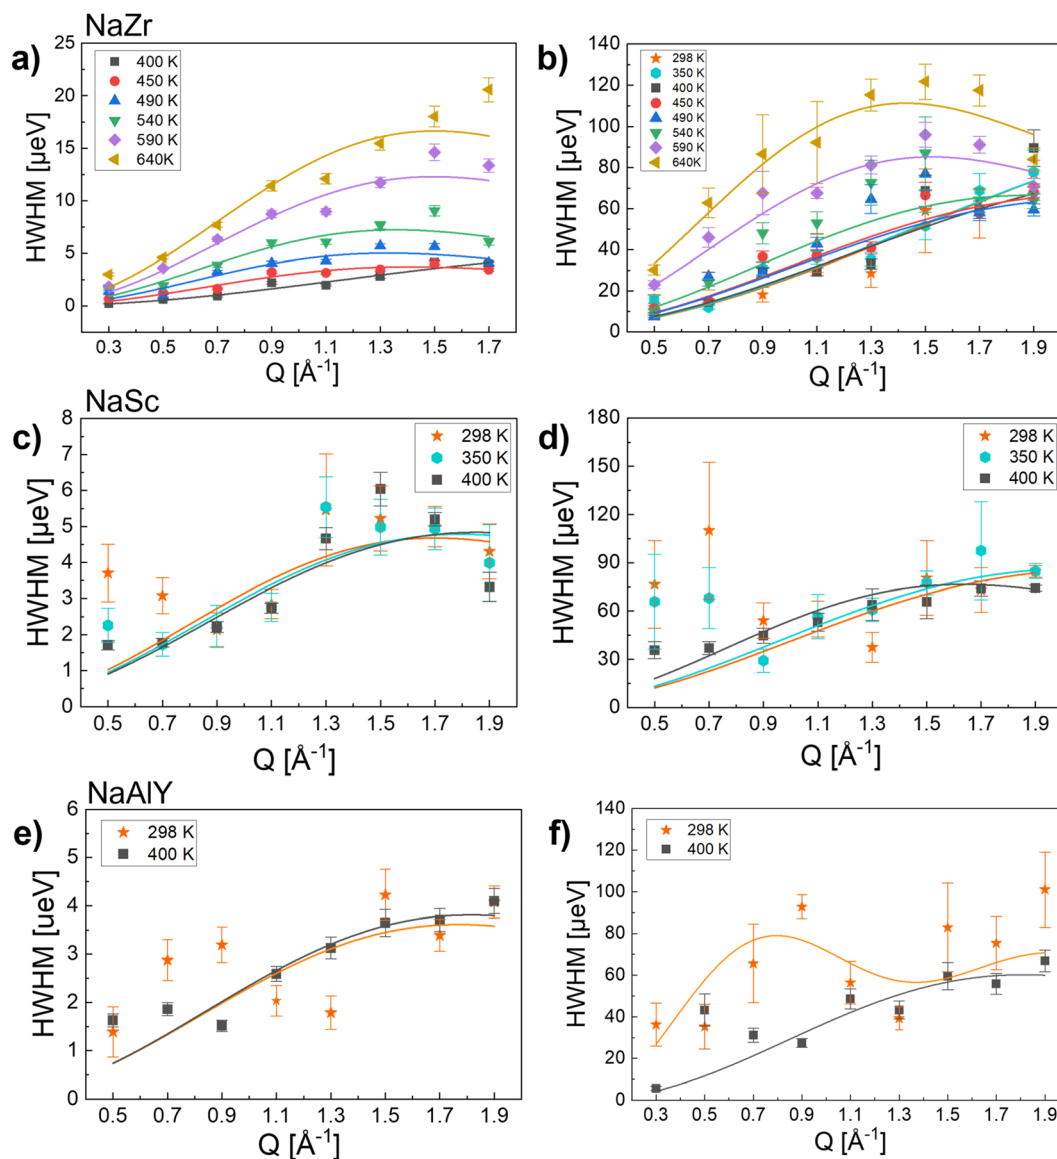 NaZr
a)
HWHM [μeV]
25
20
15
10
5
0
400 K
450 K
490 K
540 K
590 K
640K
0.3 0.5 0.7 0.9 1.1 1.3 1.5 1.7
Q [Å-1]
b)
HWHM [μeV]
140
120
100
80
60
40
20
0
298 K
350 K
400 K
450 K
490 K
540 K
590 K
640K
0.5 0.7 0.9 1.1 1.3 1.5 1.7 1.9
Q [Å-1]
NaSc
c)
HWHM [μeV]
8
7
6
5
4
3
2
1
0
298 K
350 K
400 K
0.5 0.7 0.9 1.1 1.3 1.5 1.7 1.9
Q [Å-1]
d)
HWHM [μeV]
180
150
120
90
60
30
0
298 K
350 K
400 K
0.5 0.7 0.9 1.1 1.3 1.5 1.7 1.9
Q [Å-1]
NaAlY
e)
HWHM [μeV]
6
5
4
3
2
1
0
298 K
400 K
0.5 0.7 0.9 1.1 1.3 1.5 1.7 1.9
Q [Å-1]
f)
HWHM [μeV]
140
120
100
80
60
40
20
0
298 K
400 K
0.3 0.5 0.7 0.9 1.1 1.3 1.5 1.7 1.9
Q [Å-1]